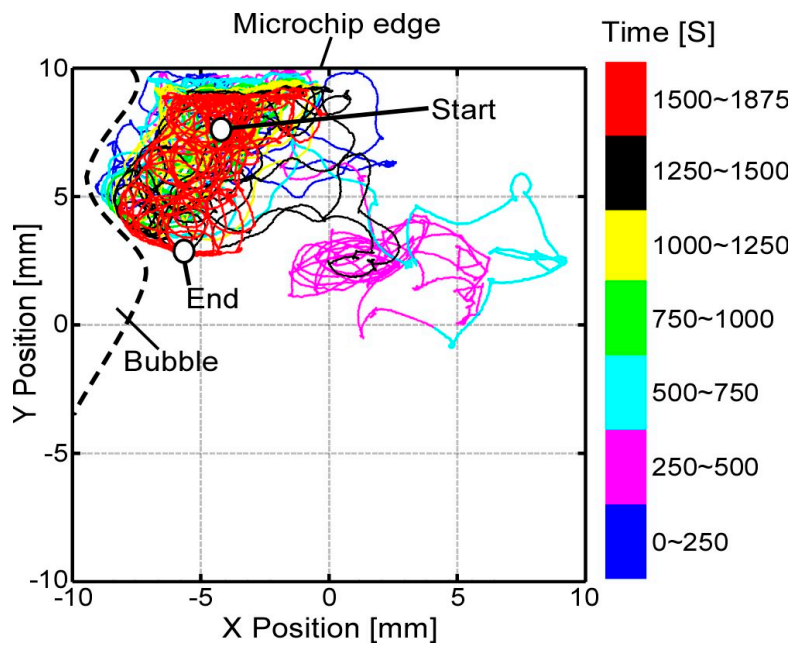 Microchip edge
Time [S]
10
5
0
-5
-10
Y Position [mm]
-10
-5
0
5
10
X Position [mm]
Start
End
Bubble
1500~1875
1250~1500
1000~1250
750~1000
500~750
250~500
0~250